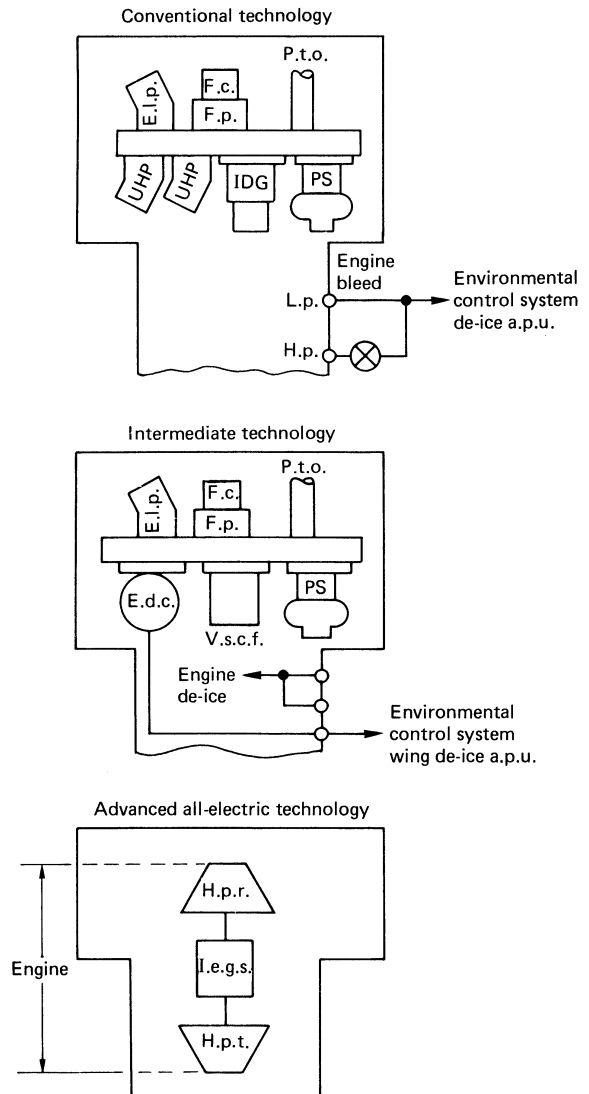 Conventional technology
P.t.o.
F.c.
E.l.p.
F.p.
UHP
UHP
IDG
PS
Engine
bleed
L.p.
Environmental
control system
de-ice a.p.u.
H.p.
Intermediate technology
P.t.o.
F.c.
E.l.p.
F.p.
E.d.c.
PS
V.s.c.f.
Engine
de-ice
Environmental
control system
wing de-ice a.p.u.
Advanced all-electric technology
H.p.r.
I.e.g.s.
Engine
H.p.t.